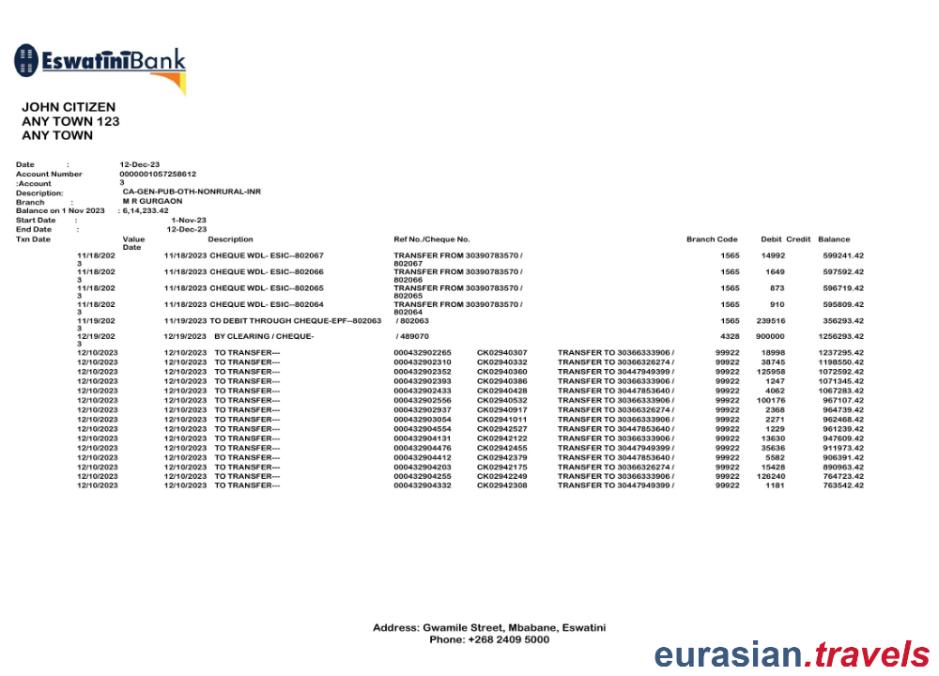 EswatiniBank
JOHN CITIZEN
ANY TOWN 123
ANY TOWN
Date : 12-Dec-23
Account Number 0000001057258612
:Account 3
Description: CA-GEN-PUB-OTH-NONRURAL-INR
Branch : M R GURGAON
Balance on 1 Nov 2023 : 6,14,233.42
Start Date : 1-Nov-23
End Date : 12-Dec-23
Txn Date Value Date Description Ref No./Cheque No. Branch Code Debit Credit Balance
11/18/2023 11/18/2023 CHEQUE WDL- ESIC--802067 TRANSFER FROM 30390783570 / 802067 1565 14992 599241.42
11/18/2023 11/18/2023 CHEQUE WDL- ESIC--802066 TRANSFER FROM 30390783570 / 802066 1565 1649 597592.42
11/18/2023 11/18/2023 CHEQUE WDL- ESIC--802065 TRANSFER FROM 30390783570 / 802065 1565 873 596719.42
11/18/2023 11/18/2023 CHEQUE WDL- ESIC--802064 TRANSFER FROM 30390783570 / 802064 1565 910 595809.42
11/19/2023 11/19/2023 TO DEBIT THROUGH CHEQUE-EPF--802063 / 802063 1565 239516 356293.42
12/19/2023 12/19/2023 BY CLEARING / CHEQUE- / 489070 4328 900000 1256293.42
12/10/2023 12/10/2023 TO TRANSFER--- 000432902265 CK02940307 TRANSFER TO 30366333906 / 99922 18998 1237295.42
12/10/2023 12/10/2023 TO TRANSFER--- 000432902310 CK02940332 TRANSFER TO 30366326274 / 99922 38745 1198550.42
12/10/2023 12/10/2023 TO TRANSFER--- 000432902352 CK02940360 TRANSFER TO 30447949399 / 99922 125958 1072592.42
12/10/2023 12/10/2023 TO TRANSFER--- 000432902393 CK02940386 TRANSFER TO 30366333906 / 99922 1247 1071345.42
12/10/2023 12/10/2023 TO TRANSFER--- 000432902433 CK02940428 TRANSFER TO 30447853640 / 99922 4062 1067283.42
12/10/2023 12/10/2023 TO TRANSFER--- 000432902556 CK02940532 TRANSFER TO 30366333906 / 99922 100176 967107.42
12/10/2023 12/10/2023 TO TRANSFER--- 000432902937 CK02940917 TRANSFER TO 30366326274 / 99922 2368 964739.42
12/10/2023 12/10/2023 TO TRANSFER--- 000432903054 CK02941011 TRANSFER TO 30366333906 / 99922 2271 962468.42
12/10/2023 12/10/2023 TO TRANSFER--- 000432904554 CK02942527 TRANSFER TO 30447853640 / 99922 1229 961239.42
12/10/2023 12/10/2023 TO TRANSFER--- 000432904131 CK02942122 TRANSFER TO 30366333906 / 99922 13630 947609.42
12/10/2023 12/10/2023 TO TRANSFER--- 000432904476 CK02942455 TRANSFER TO 30447949399 / 99922 35636 911973.42
12/10/2023 12/10/2023 TO TRANSFER--- 000432904412 CK02942379 TRANSFER TO 30447853640 / 99922 5582 906391.42
12/10/2023 12/10/2023 TO TRANSFER--- 000432904203 CK02942175 TRANSFER TO 30366326274 / 99922 15428 890963.42
12/10/2023 12/10/2023 TO TRANSFER--- 000432904255 CK02942249 TRANSFER TO 30366333906 / 99922 126240 764723.42
12/10/2023 12/10/2023 TO TRANSFER--- 000432904332 CK02942308 TRANSFER TO 30447949399 / 99922 1181 763542.42
Address: Gwamile Street, Mbabane, Eswatini
Phone: +268 2409 5000
eurasian.travels